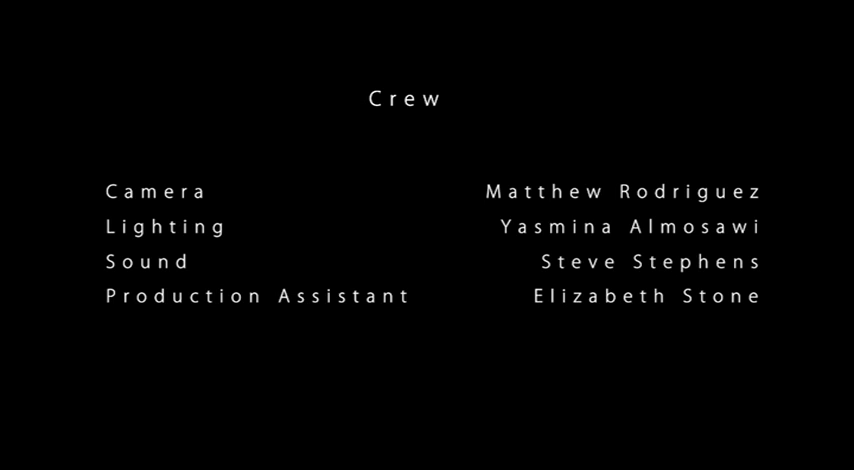 Crew
Camera Matthew Rodriguez
Lighting Yasmina Almosawi
Sound Steve Stephens
Production Assistant Elizabeth Stone